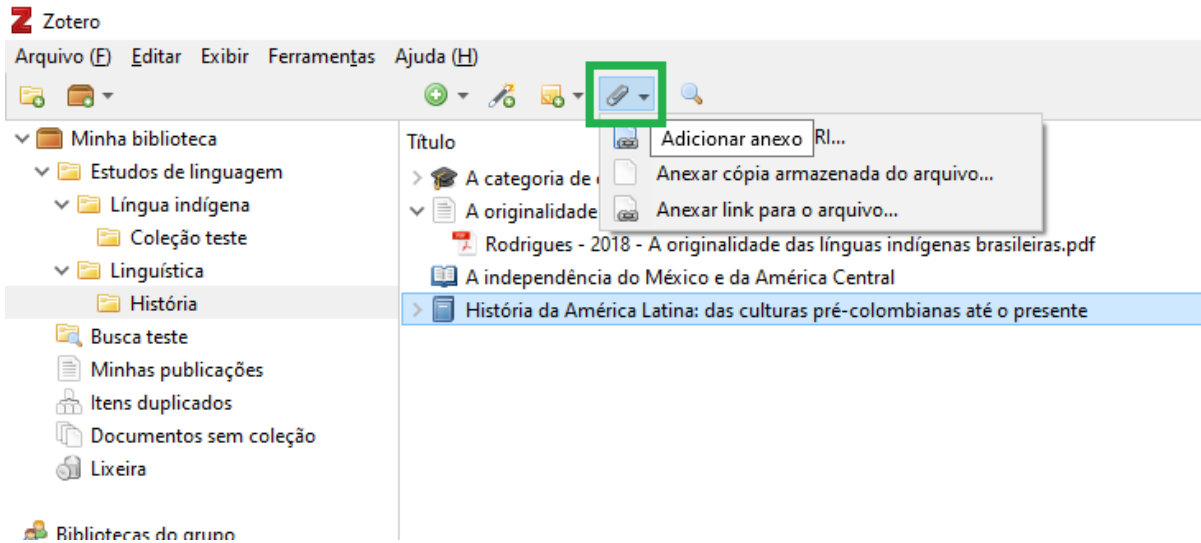 Zotero
Arquivo (F) Editar Exibir Ferramentas Ajuda (H)
Minha biblioteca
Estudos de linguagem
Língua indígena
Coleção teste
Linguística
História
Busca teste
Minhas publicações
Itens duplicados
Documentos sem coleção
Lixeira
Bibliotecas do grupo
Título
A categoria de
A originalidade
Rodrigues - 2018 - A originalidade das línguas indígenas brasileiras.pdf
A independência do México e da América Central
História da América Latina: das culturas pré-colombianas até o presente
Adicionar anexo RI...
Anexar cópia armazenada do arquivo...
Anexar link para o arquivo...